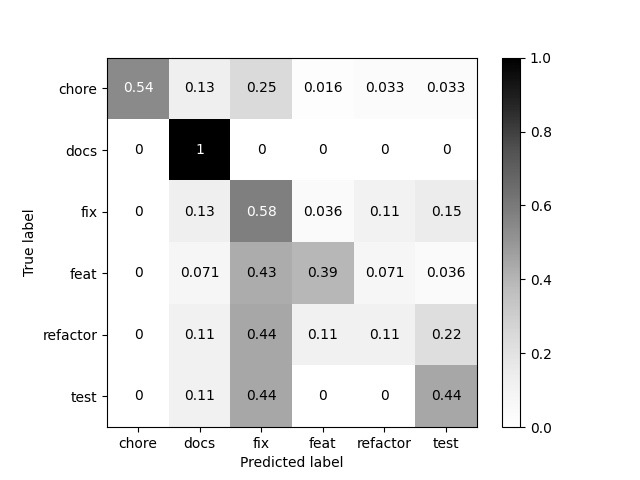 chore 0.54 0.13 0.25 0.016 0.033 0.033
docs 0 1 0 0 0 0
fix 0 0.13 0.58 0.036 0.11 0.15
feat 0 0.071 0.43 0.39 0.071 0.036
refactor 0 0.11 0.44 0.11 0.11 0.22
test 0 0.11 0.44 0 0 0.44
chore docs fix feat refactor test
Predicted label
True label
1.0
0.8
0.6
0.4
0.2
0.0